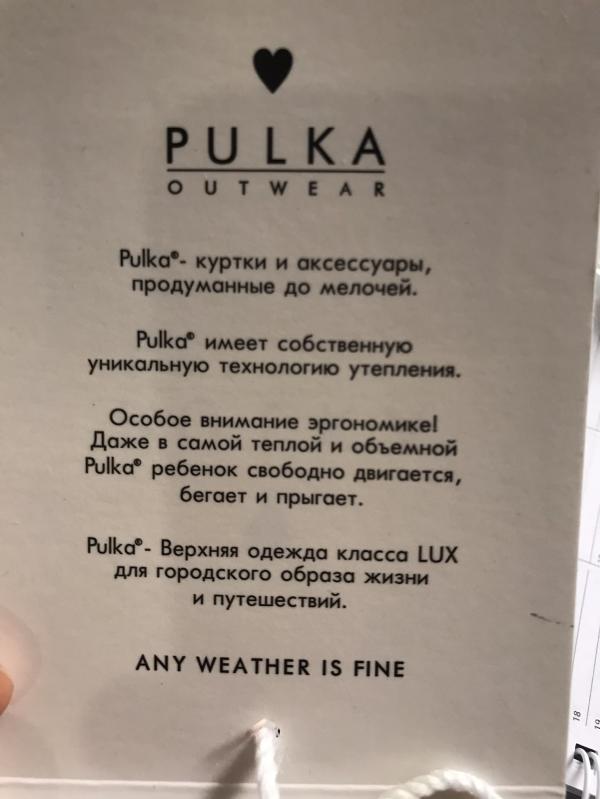 PULKA
OUTWEAR
Pulka®- куртки и аксессуары,
продуманные до мелочей.
Pulka® имеет собственную
уникальную технологию утепления.
Особое внимание эргономике!
Даже в самой теплой и объемной
Pulka® ребенок свободно двигается,
бегает и прыгает.
Pulka®- Верхняя одежда класса LUX
для городского образа жизни
и путешествий.
ANY WEATHER IS FINE
18
19